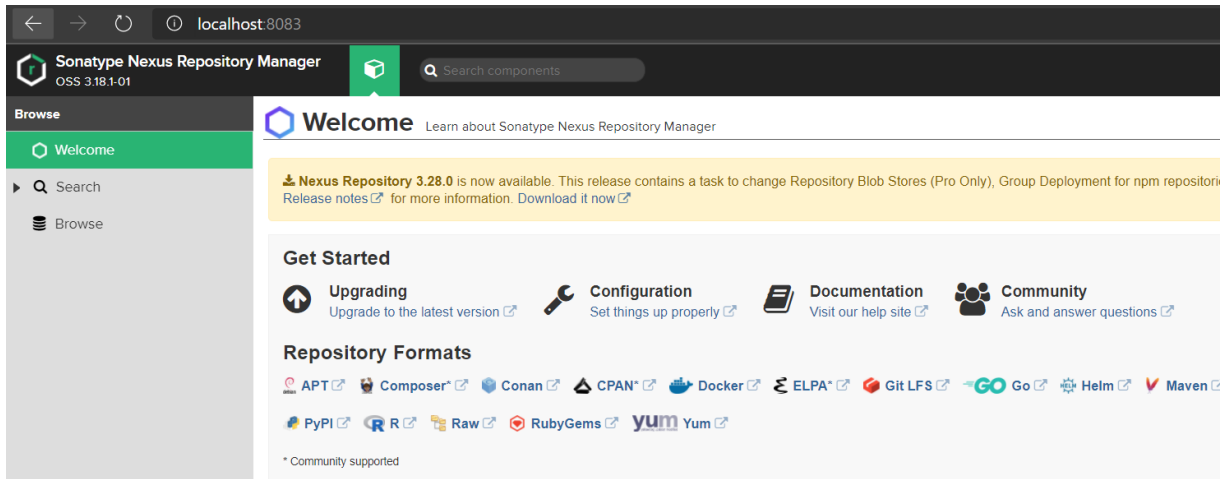 localhost:8083
Sonatype Nexus Repository Manager
OSS 3.18.1-01
Search components
Browse
Welcome
Search
Browse
Welcome Learn about Sonatype Nexus Repository Manager
Nexus Repository 3.28.0 is now available. This release contains a task to change Repository Blob Stores (Pro Only), Group Deployment for npm repositori
Release notes for more information. Download it now
Get Started
Upgrading Configuration Documentation Community
Upgrade to the latest version Set things up properly Visit our help site Ask and answer questions
Repository Formats
APT Composer* Conan CPAN* Docker ELPA* Git LFS GO Go Helm Maven
PyPI R R Raw RubyGems yum Yum
* Community supported